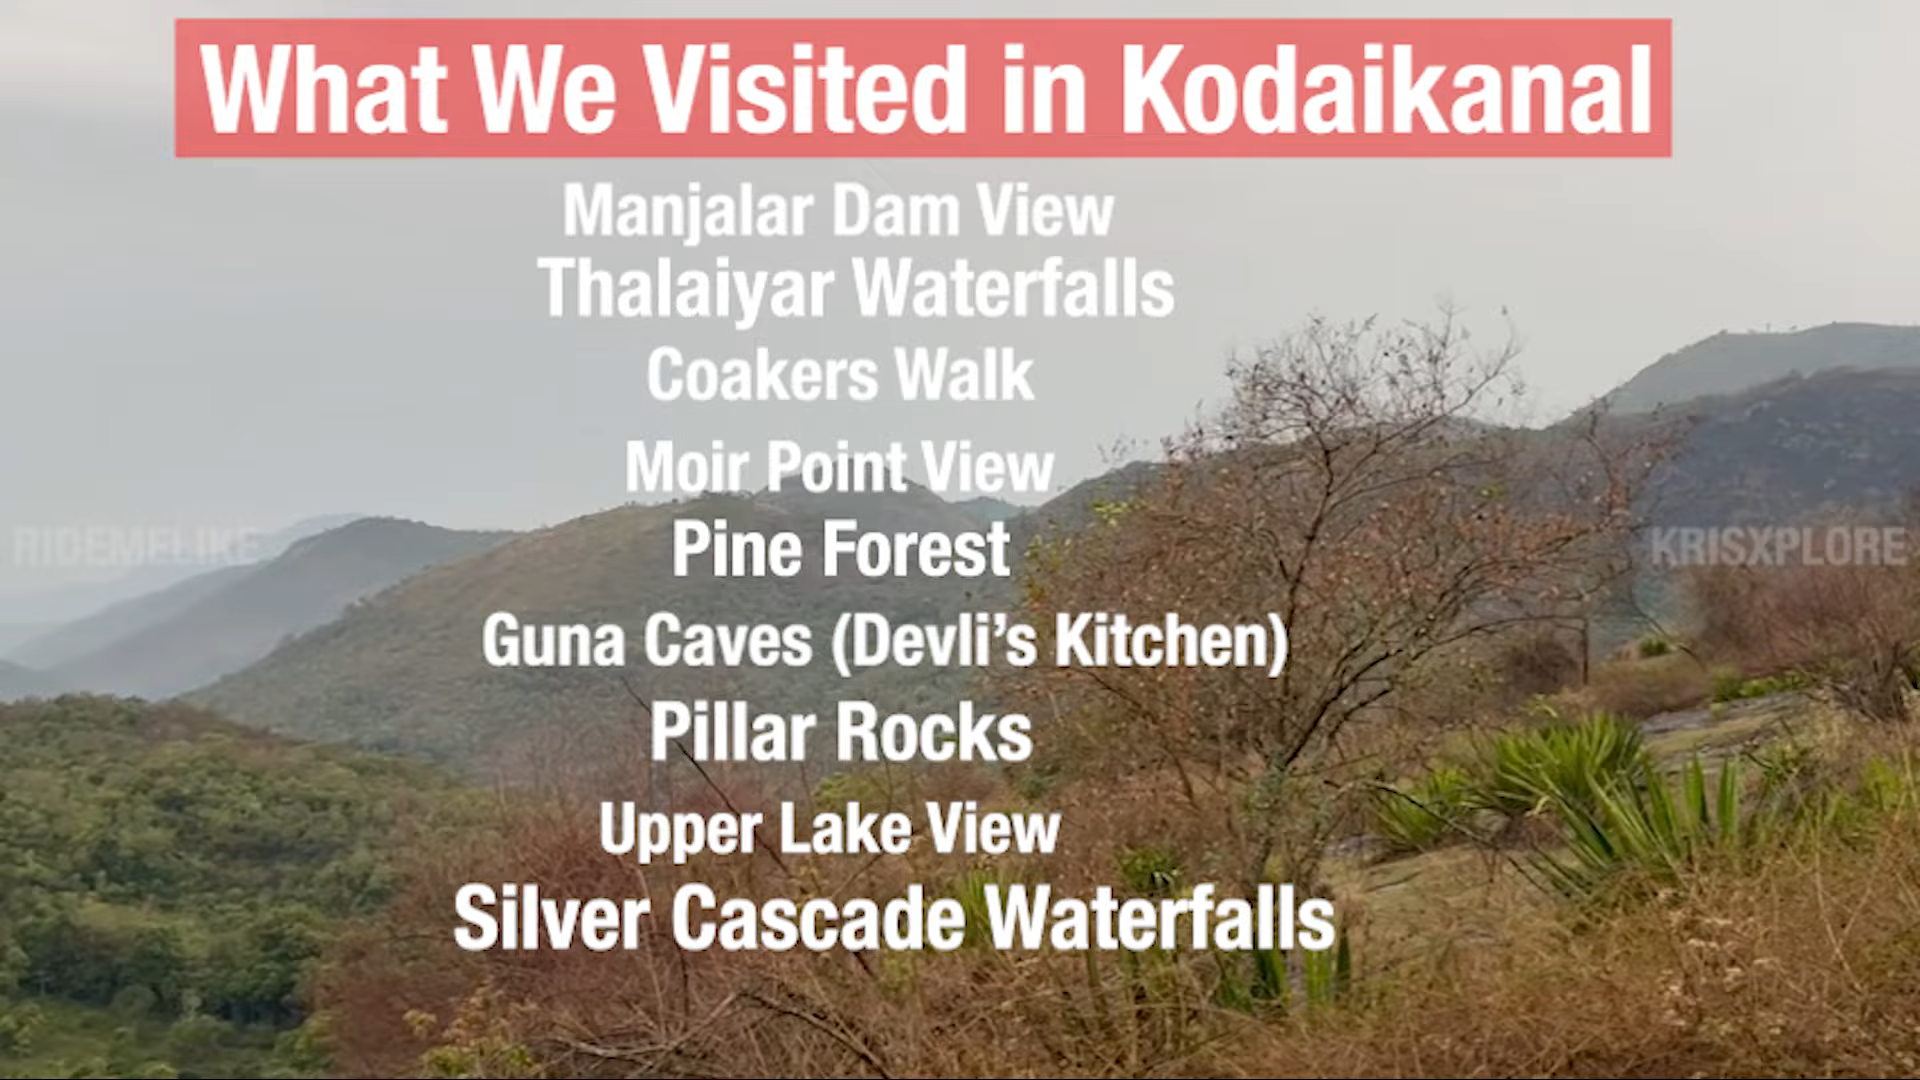 What We Visited in Kodaikanal
Manjalar Dam View
Thalaiyar Waterfalls
Coakers Walk
Moir Point View
Pine Forest
RIDEMELIKE
KRISXPLORE
Guna Caves (Devli's Kitchen)
Pillar Rocks
Upper Lake View
Silver Cascade Waterfalls